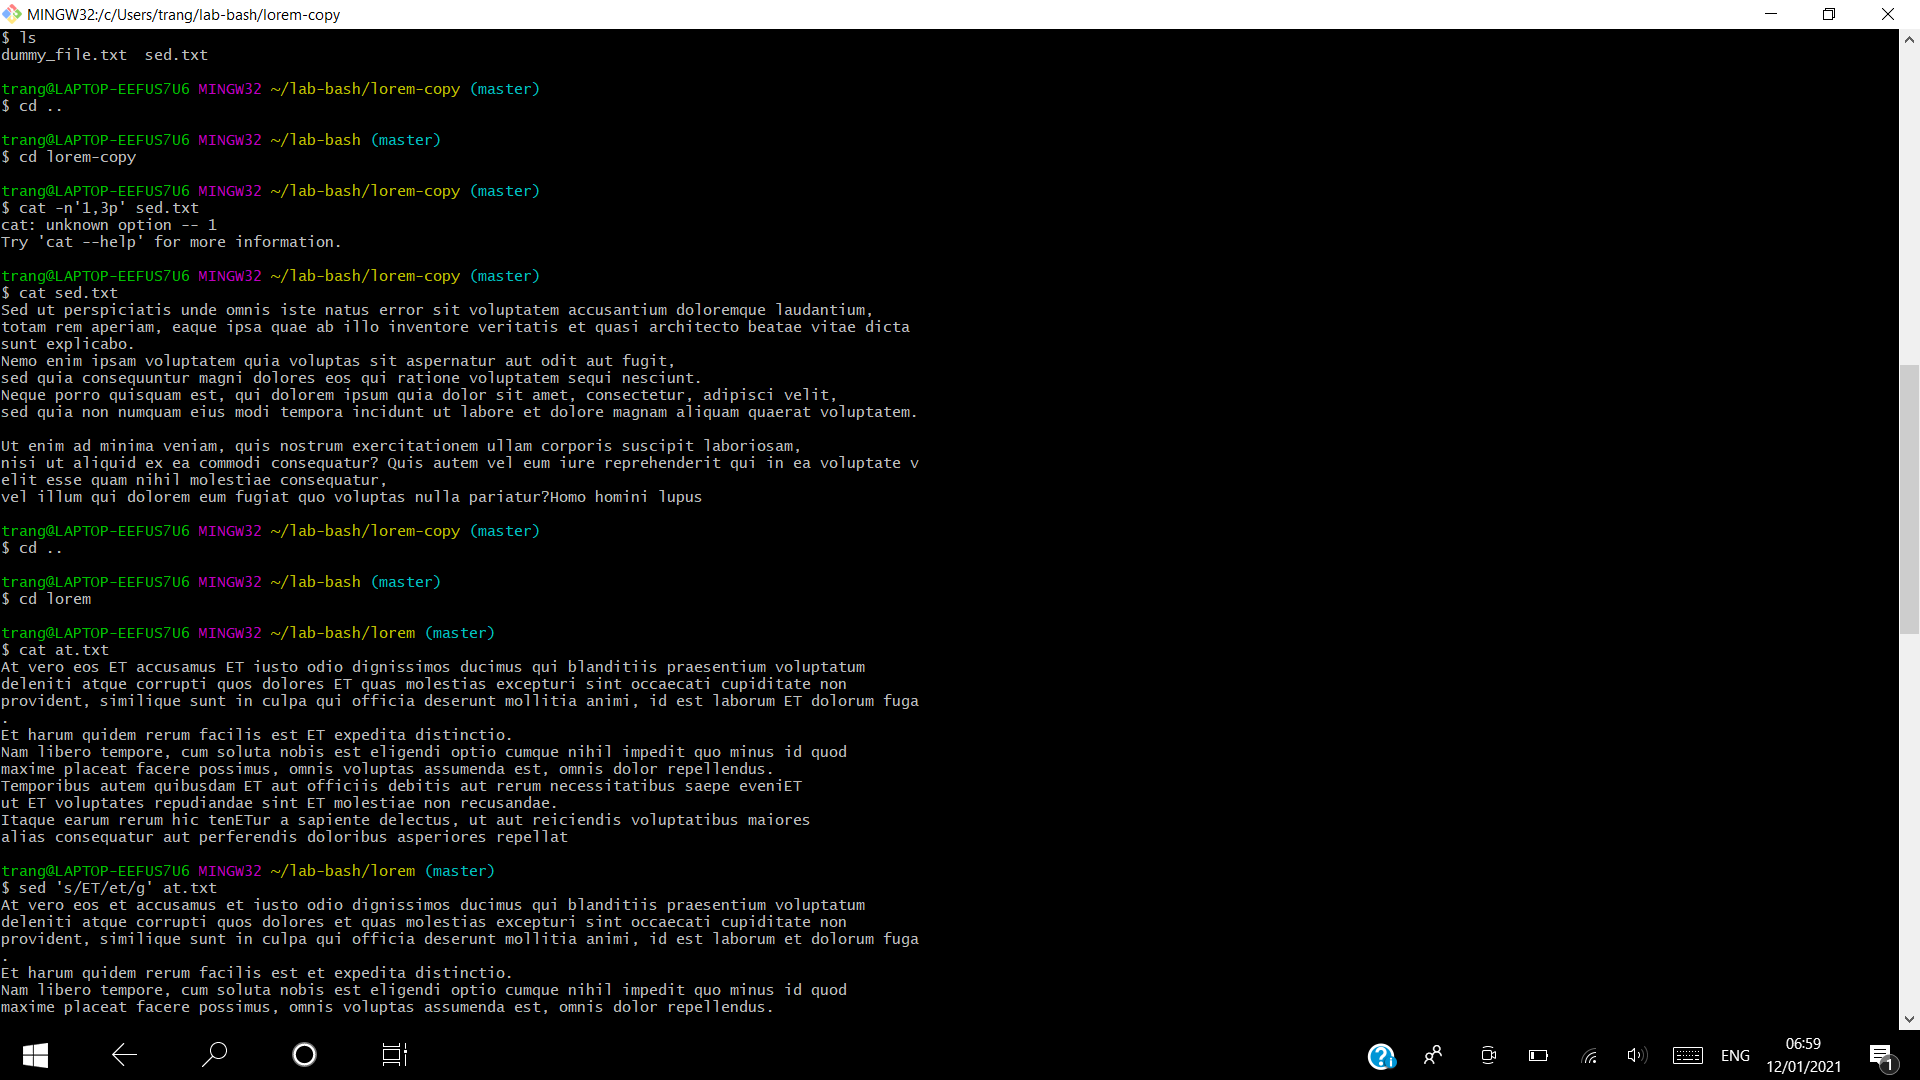 MINGW32:/c/Users/trang/lab-bash/lorem-copy
$ ls
dummy_file.txt  sed.txt
trang@LAPTOP-EEFUS7U6 MINGW32 ~/lab-bash/lorem-copy (master)
$ cd ..
trang@LAPTOP-EEFUS7U6 MINGW32 ~/lab-bash (master)
$ cd lorem-copy
trang@LAPTOP-EEFUS7U6 MINGW32 ~/lab-bash/lorem-copy (master)
$ cat -n'1,3p' sed.txt
cat: unknown option -- 1
Try 'cat --help' for more information.
trang@LAPTOP-EEFUS7U6 MINGW32 ~/lab-bash/lorem-copy (master)
$ cat sed.txt
Sed ut perspiciatis unde omnis iste natus error sit voluptatem accusantium doloremque laudantium,
totam rem aperiam, eaque ipsa quae ab illo inventore veritatis et quasi architecto beatae vitae dicta
sunt explicabo.
Nemo enim ipsam voluptatem quia voluptas sit aspernatur aut odit aut fugit,
sed quia consequuntur magni dolores eos qui ratione voluptatem sequi nesciunt.
Neque porro quisquam est, qui dolorem ipsum quia dolor sit amet, consectetur, adipisci velit,
sed quia non numquam eius modi tempora incidunt ut labore et dolore magnam aliquam quaerat voluptatem.
Ut enim ad minima veniam, quis nostrum exercitationem ullam corporis suscipit laboriosam,
nisi ut aliquid ex ea commodi consequatur? Quis autem vel eum iure reprehenderit qui in ea voluptate v
elit esse quam nihil molestiae consequatur,
vel illum qui dolorem eum fugiat quo voluptas nulla pariatur?Homo homini lupus
trang@LAPTOP-EEFUS7U6 MINGW32 ~/lab-bash/lorem-copy (master)
$ cd ..
trang@LAPTOP-EEFUS7U6 MINGW32 ~/lab-bash (master)
$ cd lorem
trang@LAPTOP-EEFUS7U6 MINGW32 ~/lab-bash/lorem (master)
$ cat at.txt
At vero eos ET accusamus ET iusto odio dignissimos ducimus qui blanditiis praesentium voluptatum
deleniti atque corrupti quos dolores ET quas molestias excepturi sint occaecati cupiditate non
provident, similique sunt in culpa qui officia deserunt mollitia animi, id est laborum ET dolorum fuga
.
Et harum quidem rerum facilis est ET expedita distinctio.
Nam libero tempore, cum soluta nobis est eligendi optio cumque nihil impedit quo minus id quod
maxime placeat facere possimus, omnis voluptas assumenda est, omnis dolor repellendus.
Temporibus autem quibusdam ET aut officiis debitis aut rerum necessitatibus saepe eveniET
ut ET voluptates repudiandae sint ET molestiae non recusandae.
Itaque earum rerum hic tenETur a sapiente delectus, ut aut reiciendis voluptatibus maiores
alias consequatur aut perferendis doloribus asperiores repellat
trang@LAPTOP-EEFUS7U6 MINGW32 ~/lab-bash/lorem (master)
$ sed 's/ET/et/g' at.txt
At vero eos et accusamus et iusto odio dignissimos ducimus qui blanditiis praesentium voluptatum
deleniti atque corrupti quos dolores et quas molestias excepturi sint occaecati cupiditate non
provident, similique sunt in culpa qui officia deserunt mollitia animi, id est laborum et dolorum fuga
.
Et harum quidem rerum facilis est et expedita distinctio.
Nam libero tempore, cum soluta nobis est eligendi optio cumque nihil impedit quo minus id quod
maxime placeat facere possimus, omnis voluptas assumenda est, omnis dolor repellendus.
ENG
06:59
12/01/2021
1